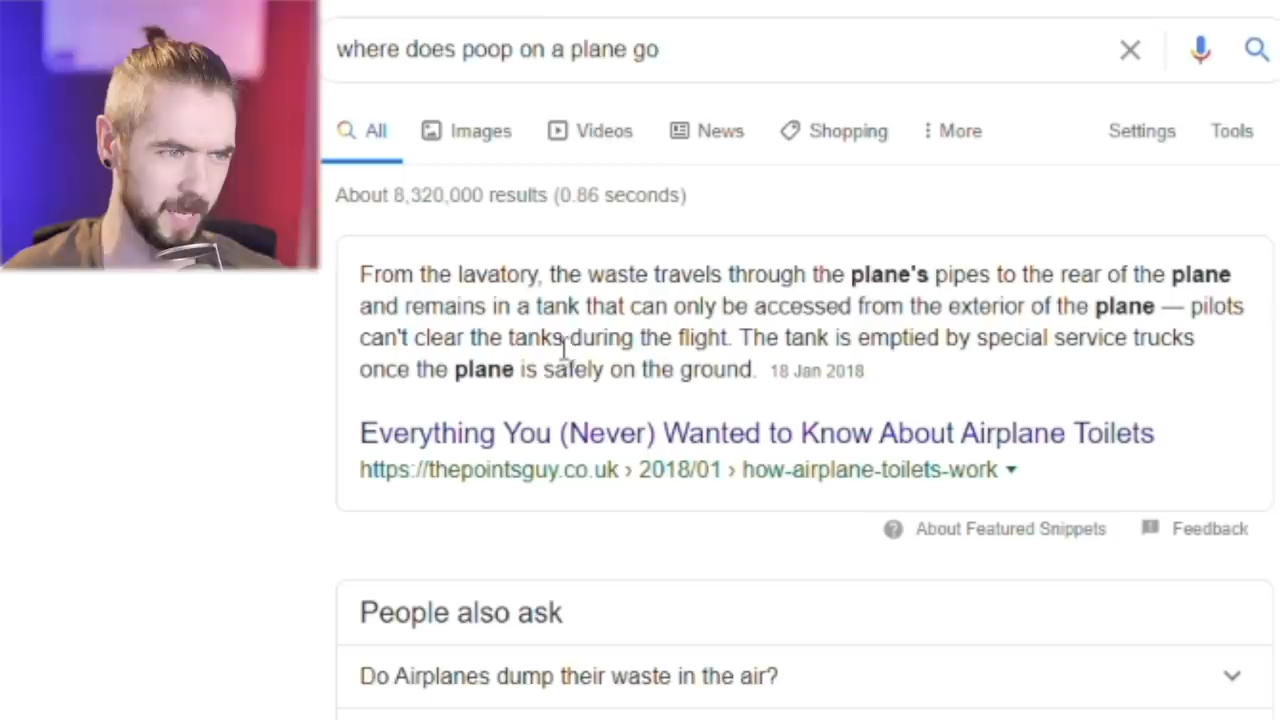 where does poop on a plane go
All Images Videos News Shopping More Settings Tools
About 8,320,000 results (0.86 seconds)
From the lavatory, the waste travels through the plane's pipes to the rear of the plane
and remains in a tank that can only be accessed from the exterior of the plane — pilots
can't clear the tanks during the flight. The tank is emptied by special service trucks
once the plane is safely on the ground. 18 Jan 2018
Everything You (Never) Wanted to Know About Airplane Toilets
https://thepointsguy.co.uk › 2018/01 › how-airplane-toilets-work
About Featured Snippets Feedback
People also ask
Do Airplanes dump their waste in the air?